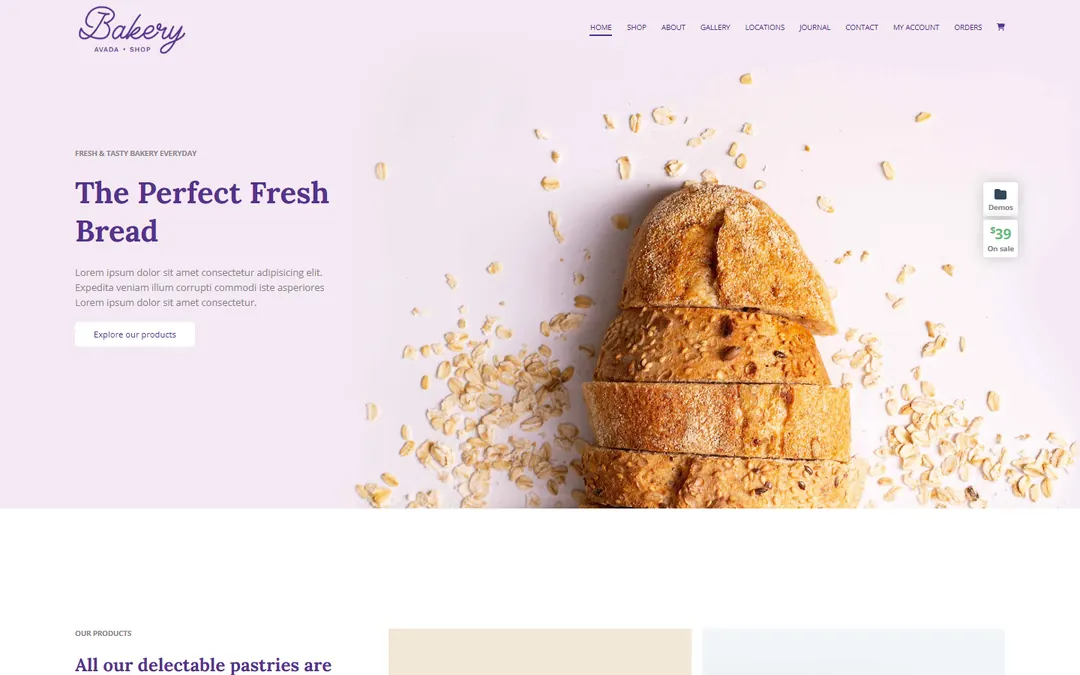 Bakery
AVADA • SHOP
HOME
SHOP
ABOUT
GALLERY
LOCATIONS
JOURNAL
CONTACT
MY ACCOUNT
ORDERS
FRESH & TASTY BAKERY EVERYDAY
The Perfect Fresh
Bread
Lorem ipsum dolor sit amet consectetur adipisicing elit.
Expedita veniam illum corrupti commodi iste asperiores
Lorem ipsum dolor sit amet consectetur.
Explore our products
Demos
$39
On sale
OUR PRODUCTS
All our delectable pastries are